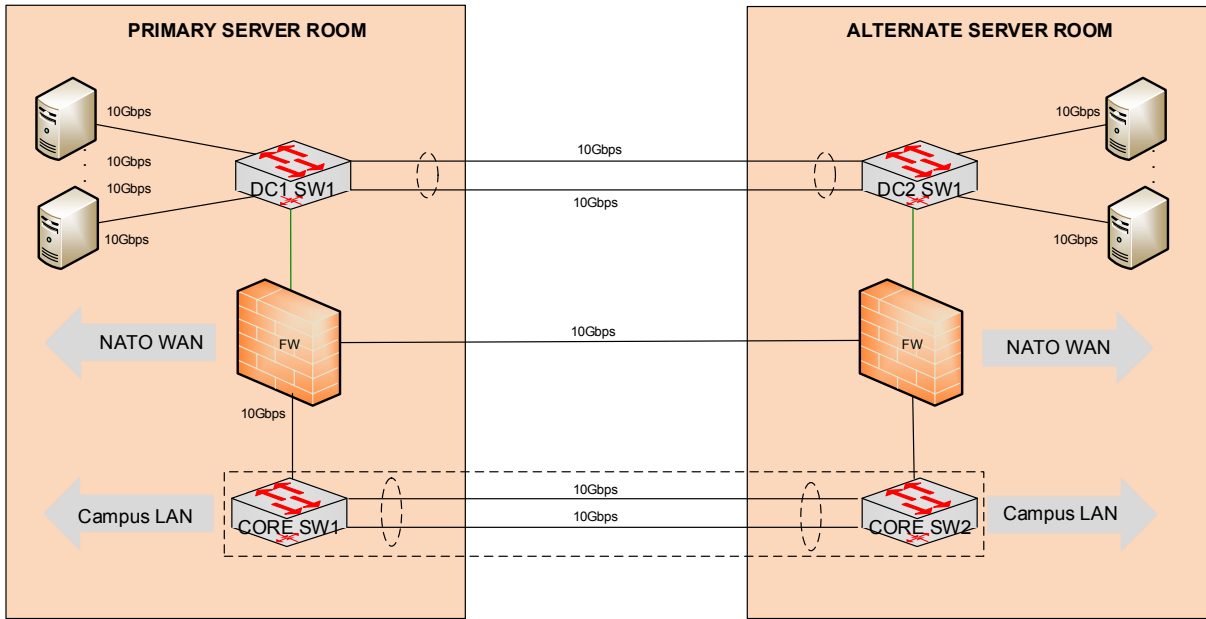 PRIMARY SERVER ROOM
ALTERNATE SERVER ROOM
10Gbps
10Gbps
10Gbps
10Gbps
DC1 SW1
10Gbps
10Gbps
DC2 SW1
10Gbps
10Gbps
NATO WAN
FW
10Gbps
FW
NATO WAN
10Gbps
Campus LAN
CORE SW1
10Gbps
10Gbps
CORE SW2
Campus LAN